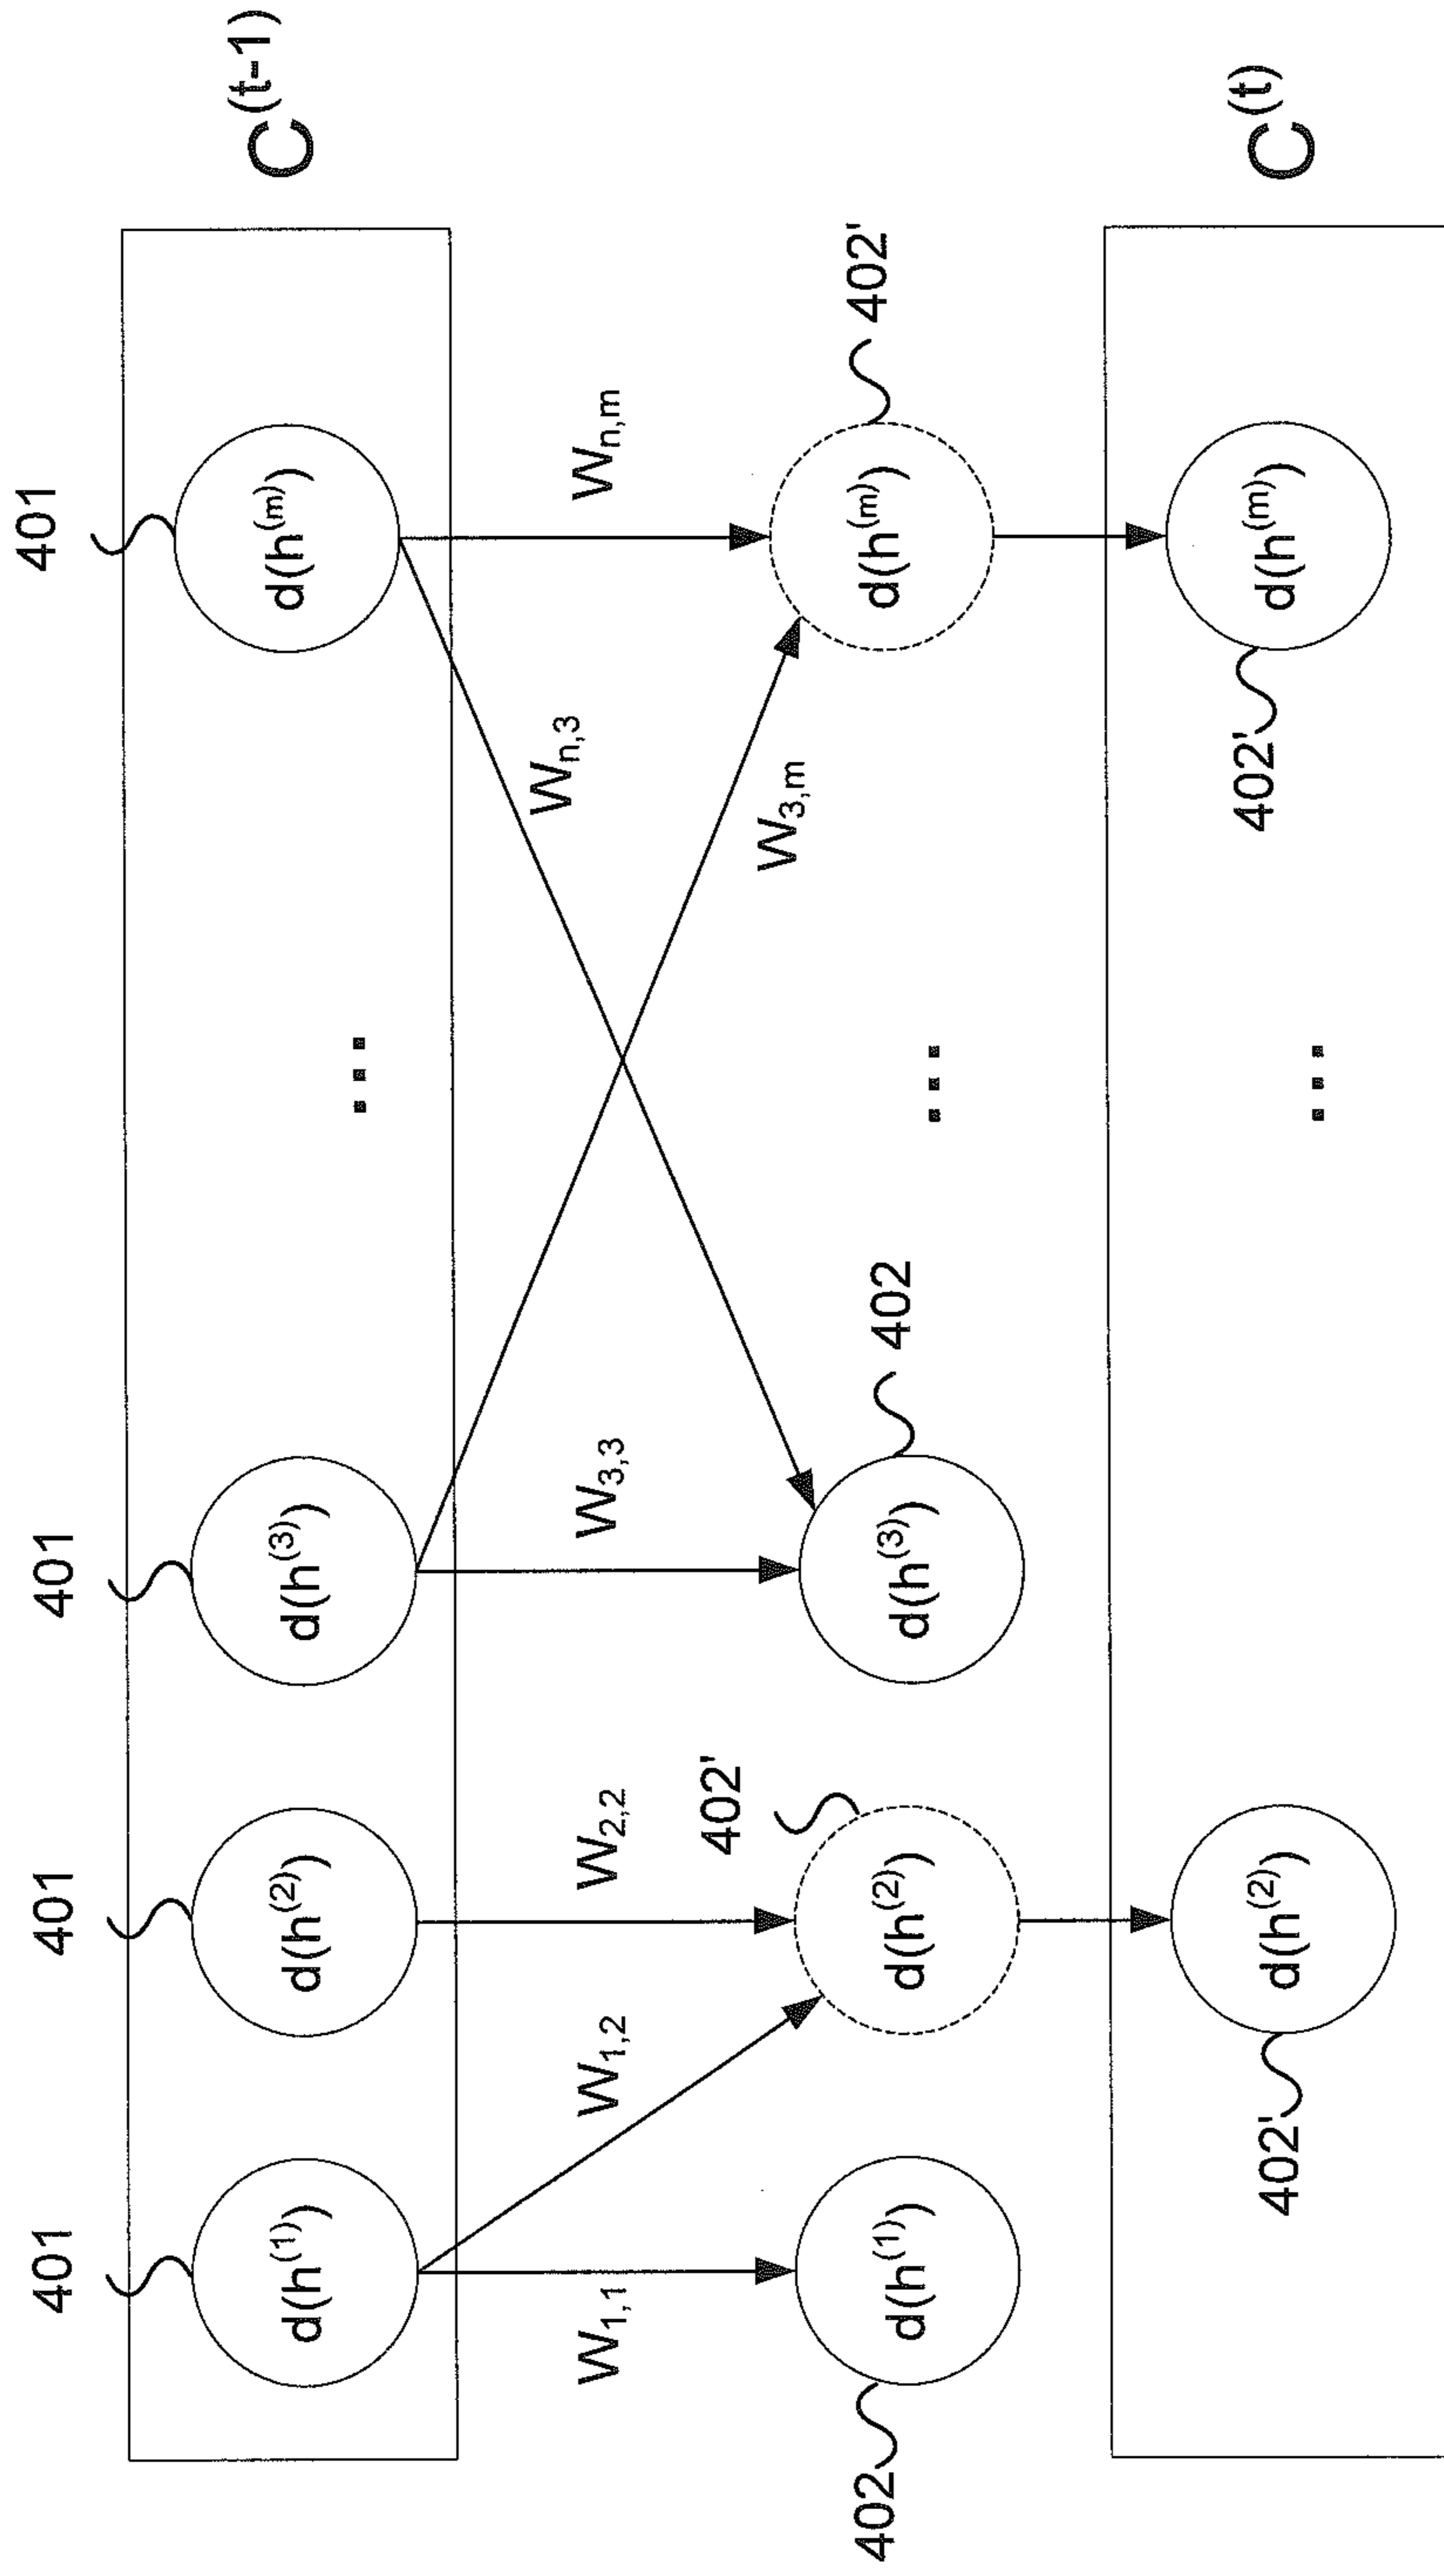 401 401 401 401
d(h^(1)) d(h^(2)) d(h^(3)) ... d(h^(m)) C^(t-1)
W_1,1 W_1,2 W_2,2 W_3,3 W_n,3 W_n,m
W_3,m
402' 402 402'
d(h^(1)) d(h^(2)) d(h^(3)) ... d(h^(m))
402
402' 402'
d(h^(2)) ... d(h^(m)) C^(t)